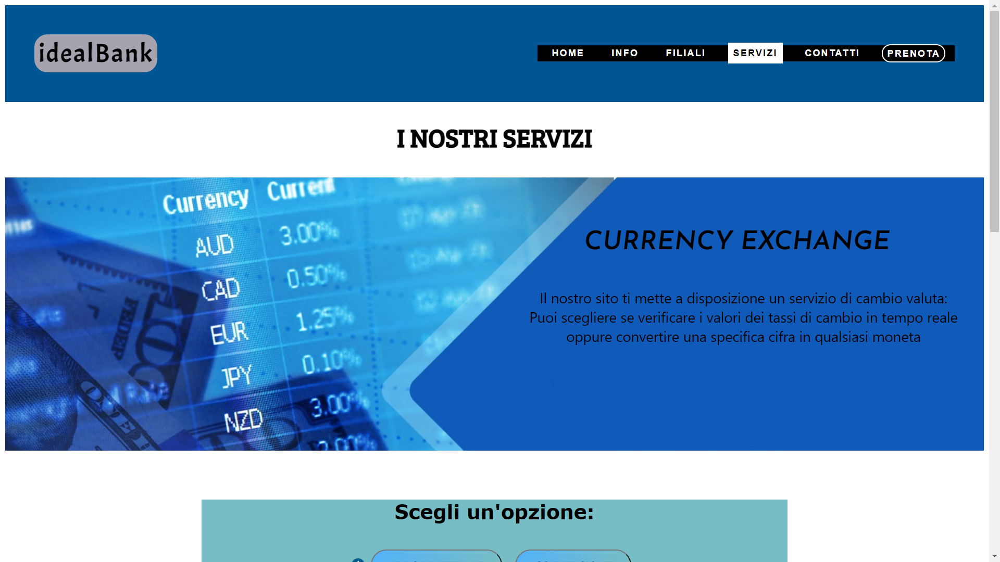 idealBank
HOME INFO FILIALI SERVIZI CONTATTI PRENOTA
I NOSTRI SERVIZI
Currency Current
AUD 3.00%
CAD 0.50%
EUR 1.25%
JPY 0.10%
NZD 3.00%
2.00%
CURRENCY EXCHANGE
Il nostro sito ti mette a disposizione un servizio di cambio valuta:
Puoi scegliere se verificare i valori dei tassi di cambio in tempo reale
oppure convertire una specifica cifra in qualsiasi moneta
Scegli un'opzione: